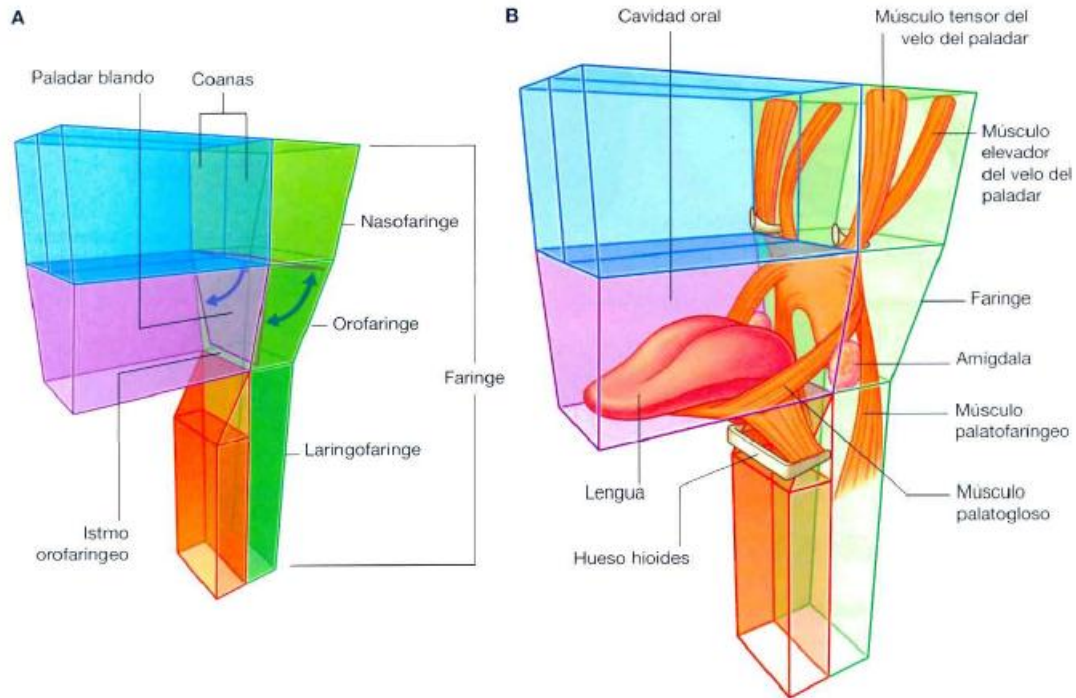 A
Paladar blando
Coanas
Nasofaringe
Orofaringe
Faringe
Laringofaringe
Istmo
orofaríngeo
B
Cavidad oral
Músculo tensor del
velo del paladar
Músculo
elevador
del velo del
paladar
Faringe
Amígdala
Músculo
palatofaríngeo
Lengua
Músculo
palatogloso
Hueso hioides